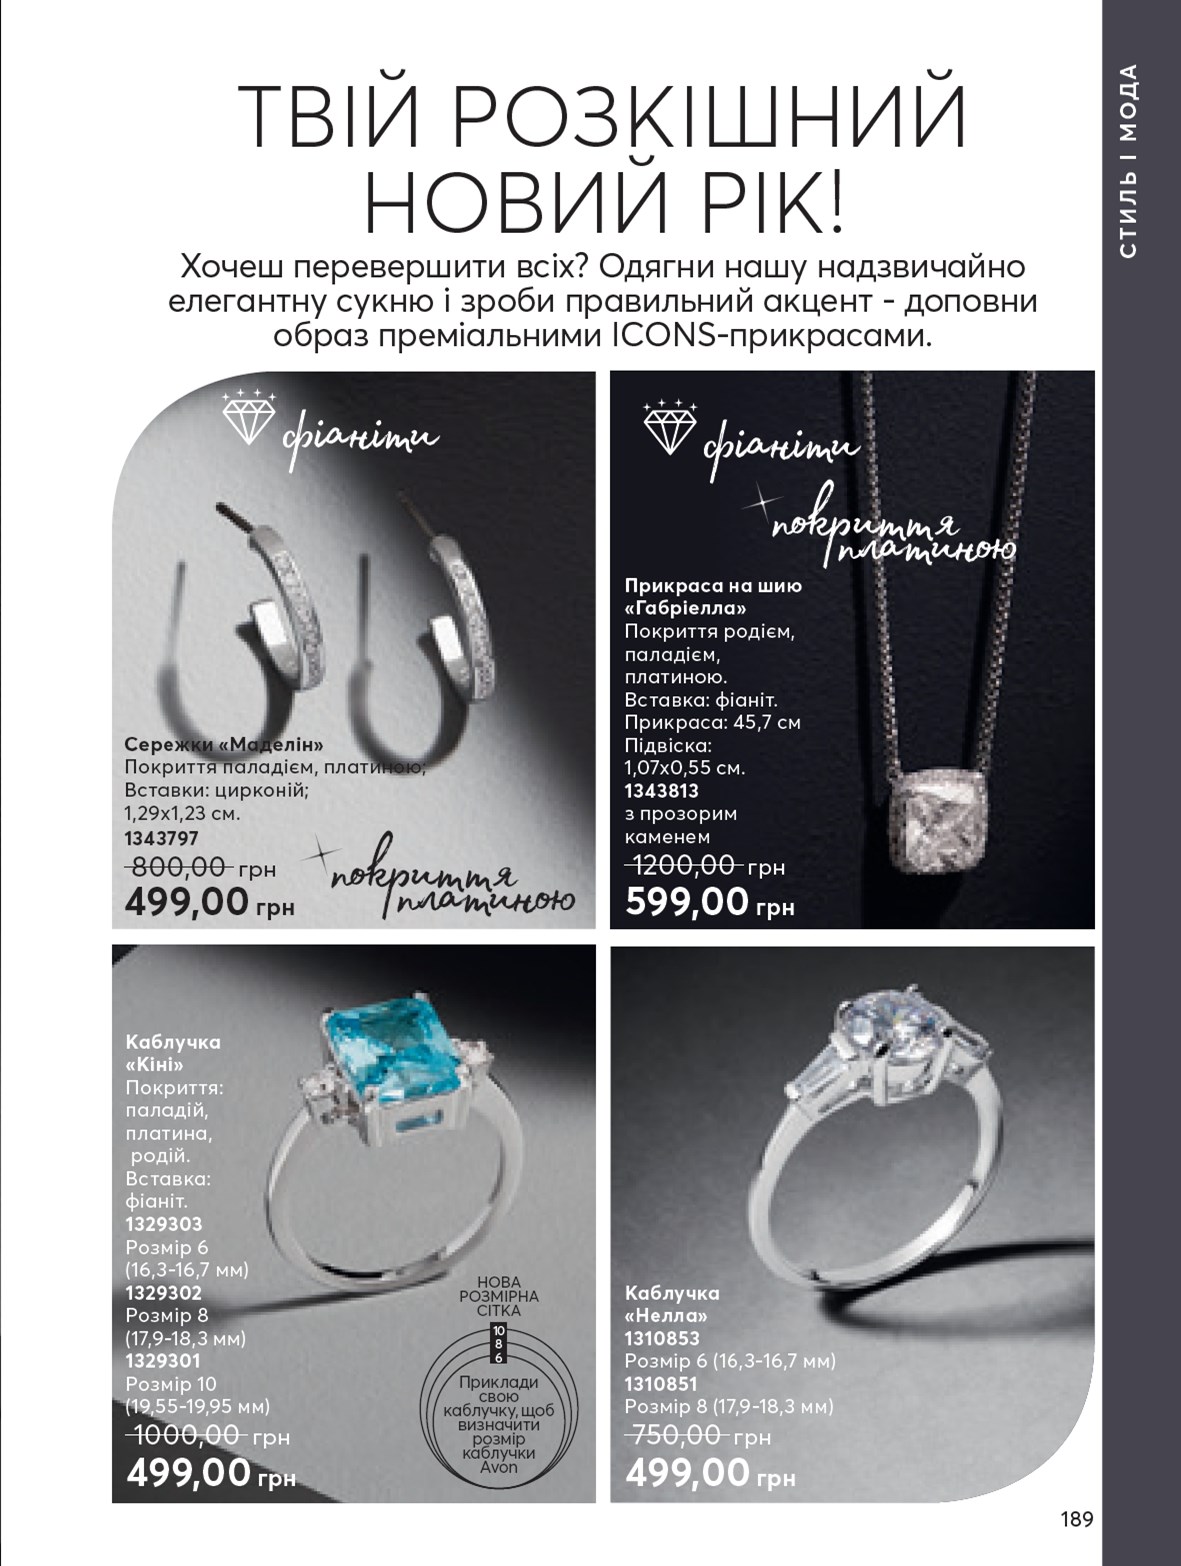 СТИЛЬ І МОДА
ТВІЙ РОЗКІШНИЙ
НОВИЙ РІК!
Хочеш перевершити всіх? Одягни нашу надзвичайно
елегантну сукню і зроби правильний акцент - доповни
образ преміальними ICONS-прикрасами.
фіаніти
Сережки «Маделін»
Покриття паладієм, платиною;
Вставки: цирконій;
1,29х1,23 см.
1343797
800,00 грн
499,00 грн
покриття
платиною
фіаніти
покриття
платиною
Прикраса на шию
«Габріелла»
Покриття родієм,
паладієм,
платиною.
Вставка: фіаніт.
Прикраса: 45,7 см
Підвіска:
1,07х0,55 см.
1343813
з прозорим
каменем
1200,00 грн
599,00 грн
Каблучка
«Кіні»
Покриття:
паладій,
платина,
родій.
Вставка:
фіаніт.
1329303
Розмір 6
(16,3-16,7 мм)
1329302
Розмір 8
(17,9-18,3 мм)
1329301
Розмір 10
(19,55-19,95 мм)
1000,00 грн
499,00 грн
НОВА
РОЗМІРНА
СІТКА
10
8
6
Приклади
свою
каблучку, щоб
визначити
розмір
каблучки
Avon
Каблучка
«Нелла»
1310853
Розмір 6 (16,3-16,7 мм)
1310851
Розмір 8 (17,9-18,3 мм)
750,00 грн
499,00 грн
189